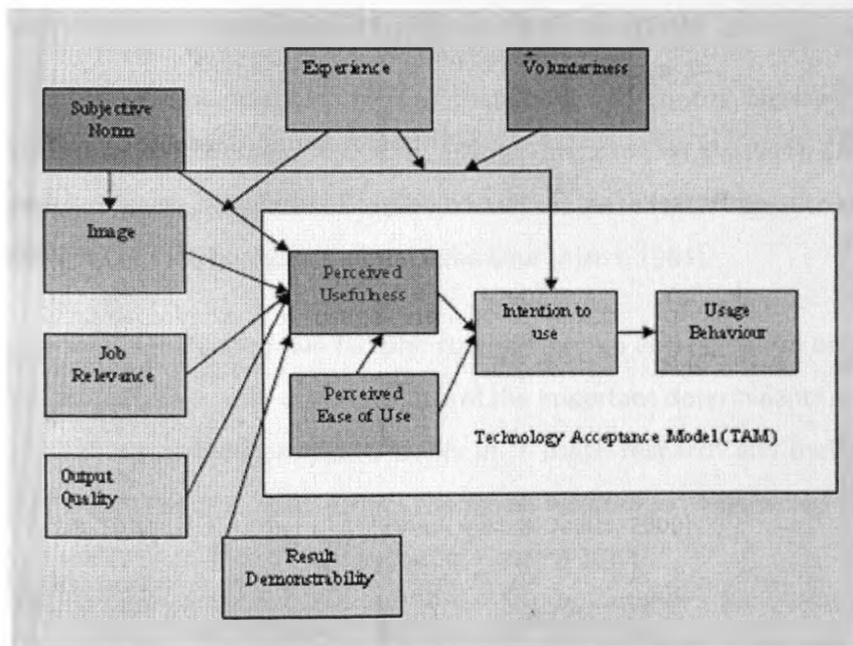 Experience
Voluntariness
Subjective
Norm
Image
Perceived
Usefulness
Intention to
use
Usage
Behaviour
Job
Relevance
Perceived
Ease of Use
Technology Acceptance Model(TAM)
Output
Quality
Result
Demonstrability